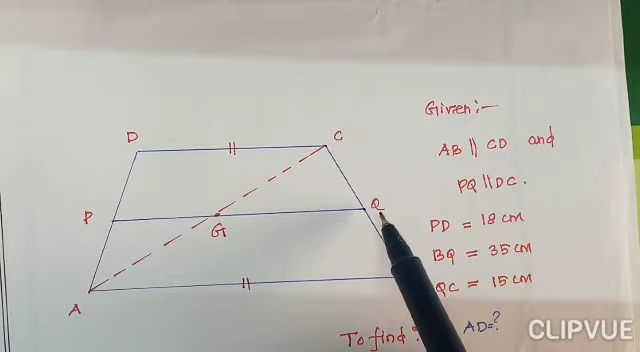 Given:-
D
C
AB || CD and
PQ || DC.
P
G
Q
PD = 18 cm
BQ = 35 cm
QC = 15 cm
A
To find:
AD=?
CLIPVUE